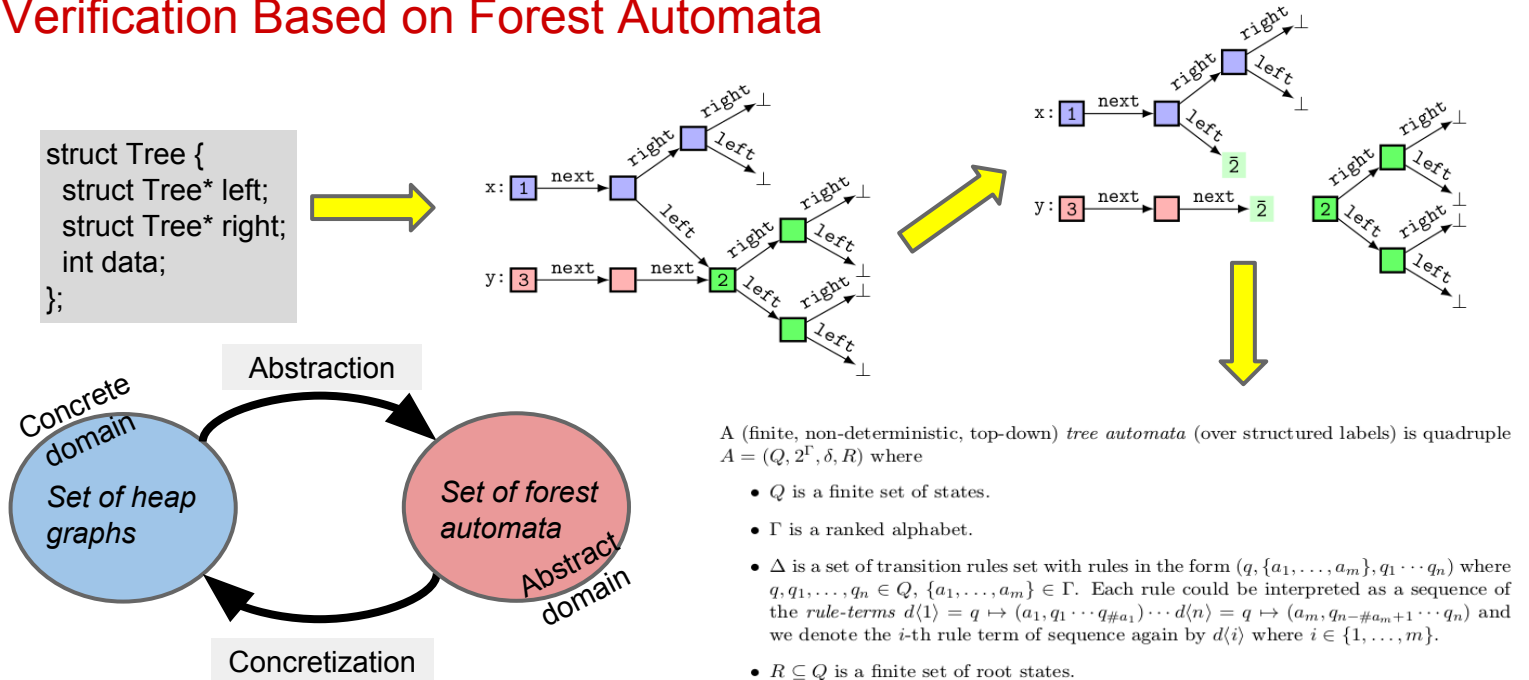 Verification Based on Forest Automata
struct Tree {
struct Tree* left;
struct Tree* right;
int data;
};
x: 1 next right right ⊥
left ⊥
left
y: 3 next next 2 right right ⊥
left ⊥
left right ⊥
left ⊥
x: 1 next right right ⊥
left ⊥
left 2̄
y: 3 next next 2̄
2 right right ⊥
left ⊥
left right ⊥
left ⊥
Abstraction
Concrete
domain
Set of heap
graphs
Set of forest
automata
Abstract
domain
Concretization
A (finite, non-deterministic, top-down) tree automata (over structured labels) is quadruple
A = (Q, 2^Γ, δ, R) where
• Q is a finite set of states.
• Γ is a ranked alphabet.
• Δ is a set of transition rules set with rules in the form (q, {a₁, . . . , aₘ}, q₁ · · · qₙ) where
q, q₁, . . . , qₙ ∈ Q, {a₁, . . . , aₘ} ∈ Γ. Each rule could be interpreted as a sequence of
the rule-terms d⟨1⟩ = q ↦ (a₁, q₁ · · · q_{#a₁}) · · · d⟨n⟩ = q ↦ (aₘ, q_{n−#aₘ+1} · · · qₙ) and
we denote the i-th rule term of sequence again by d⟨i⟩ where i ∈ {1, . . . , m}.
• R ⊆ Q is a finite set of root states.